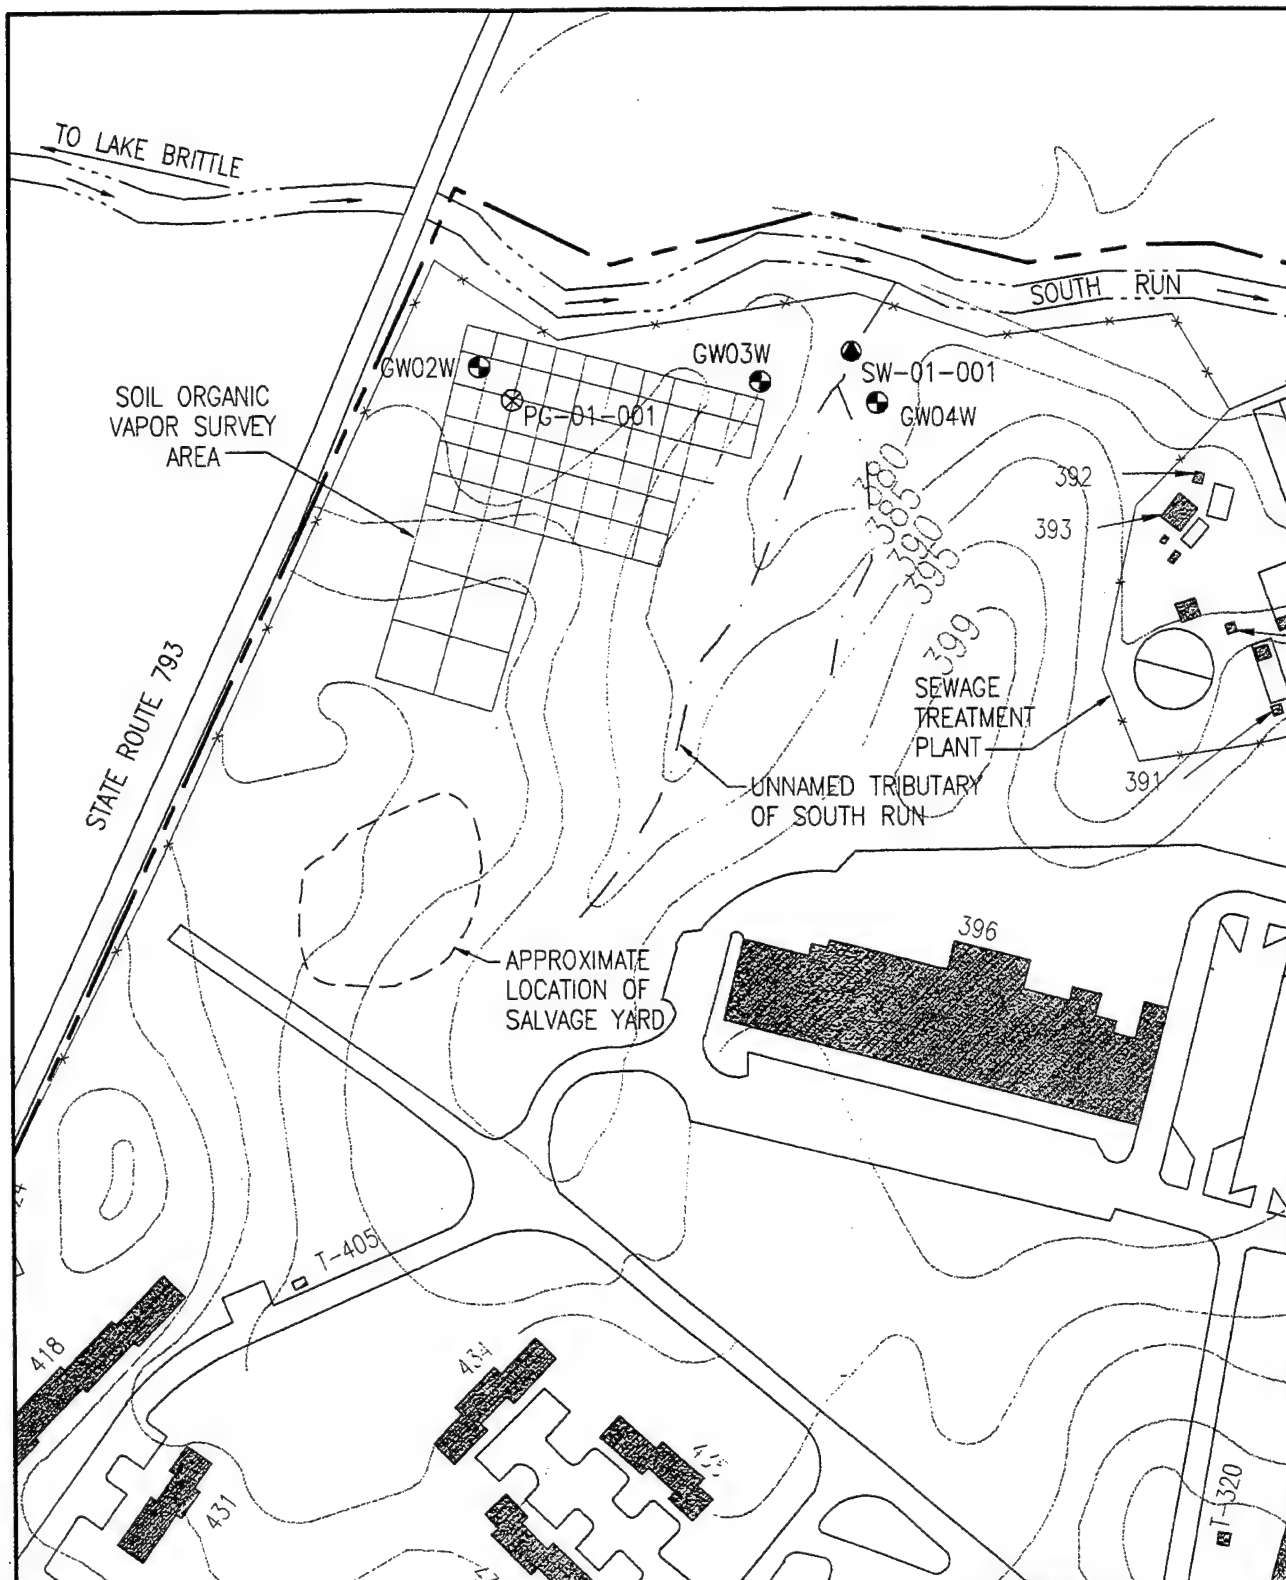 TO LAKE BRITTLE
SOUTH RUN
GW02W
GW03W
SW-01-001
SOIL ORGANIC
VAPOR SURVEY
AREA
PG-01-001
GW04W
380
385
390
395
399
392
393
STATE ROUTE 793
SEWAGE
TREATMENT
PLANT
391
UNNAMED TRIBUTARY
OF SOUTH RUN
396
APPROXIMATE
LOCATION OF
SALVAGE YARD
T-405
418
434
431
T-320